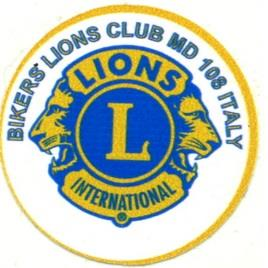 BIKERS' LIONS CLUB MD 108 ITALY
LIONS
L
INTERNATIONAL
®